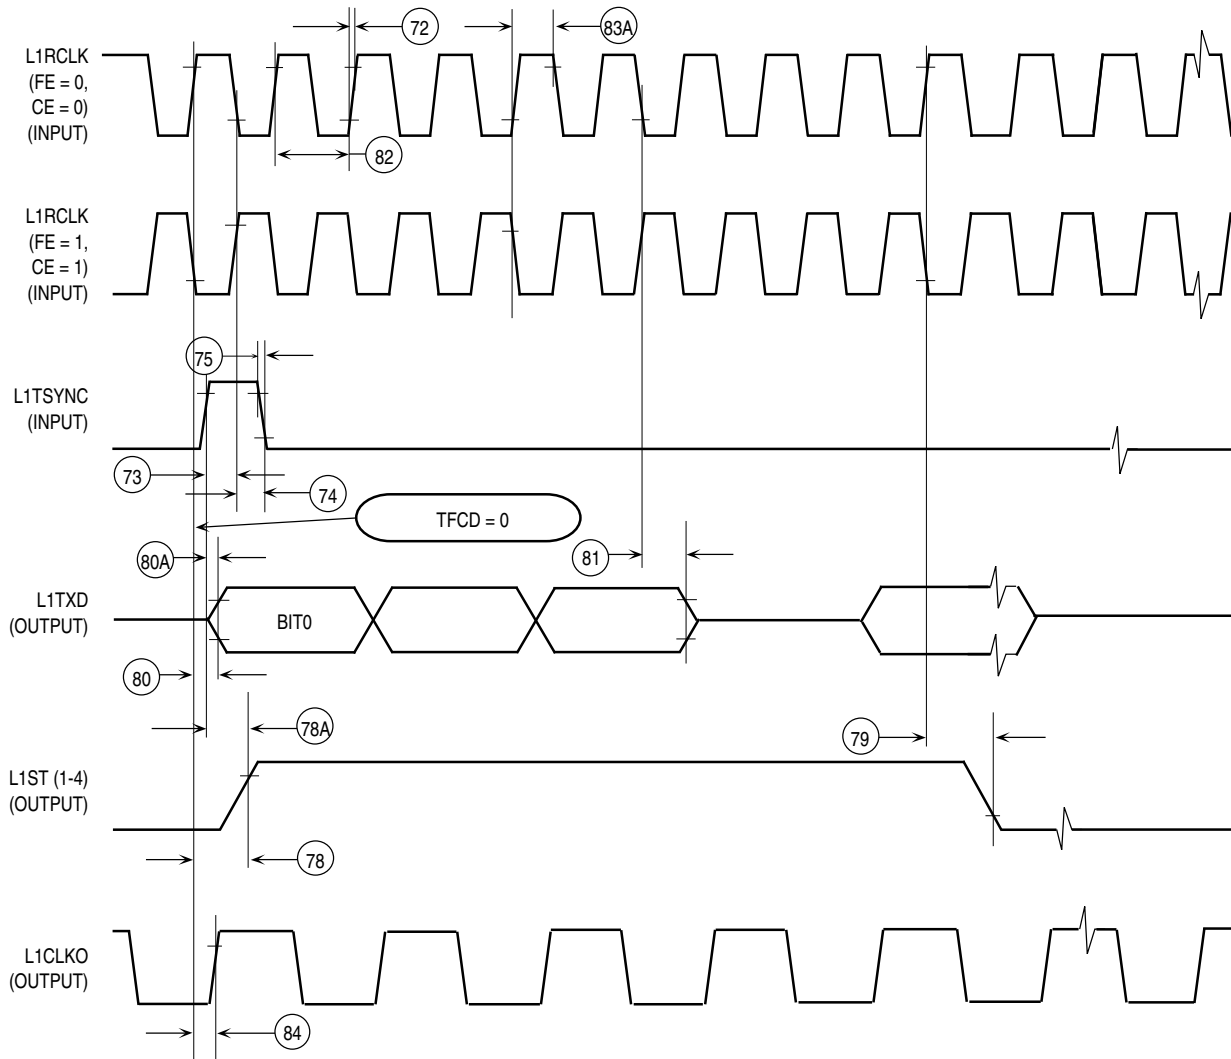 72
83A
L1RCLK
(FE = 0,
CE = 0)
(INPUT)
82
L1RCLK
(FE = 1,
CE = 1)
(INPUT)
75
L1TSYNC
(INPUT)
73
74
TFCD = 0
80A
81
L1TXD
(OUTPUT)
BIT0
80
78A
79
L1ST (1-4)
(OUTPUT)
78
L1CLKO
(OUTPUT)
84